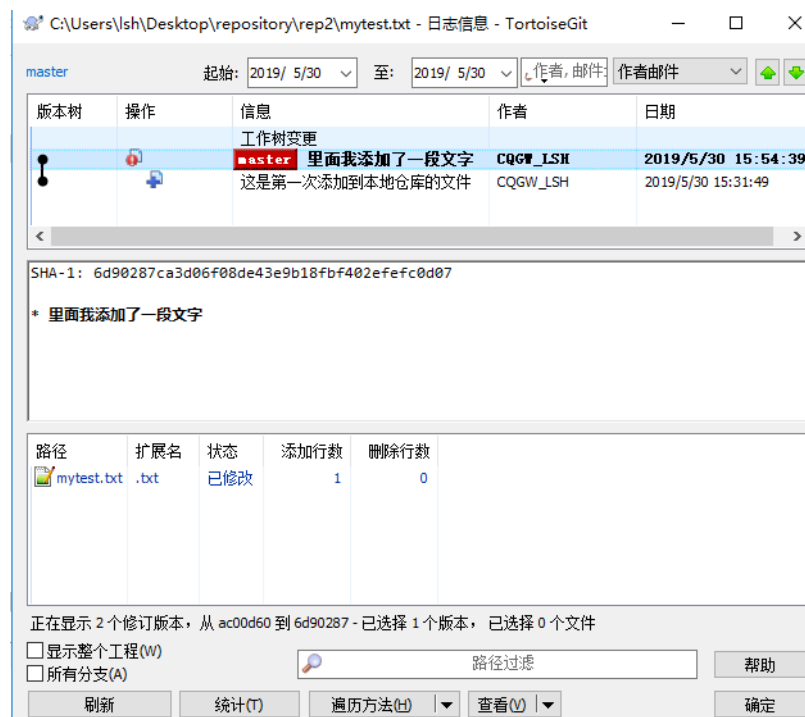 C:\Users\lsh\Desktop\repository\rep2\mytest.txt - 日志信息 - TortoiseGit
master 起始: 2019/ 5/30 至: 2019/ 5/30 作者, 邮件 作者邮件
版本树 操作 信息 作者 日期
工作树变更
master 里面我添加了一段文字 CQGW_LSH 2019/5/30 15:54:39
这是第一次添加到本地仓库的文件 CQGW_LSH 2019/5/30 15:31:49
SHA-1: 6d90287ca3d06f08de43e9b18fbf402efefc0d07
* 里面我添加了一段文字
路径 扩展名 状态 添加行数 删除行数
mytest.txt .txt 已修改 1 0
正在显示 2 个修订版本，从 ac00d60 到 6d90287 - 已选择 1 个版本， 已选择 0 个文件
显示整个工程(W)
所有分支(A)
路径过滤 帮助
刷新 统计(T) 遍历方法(H) 查看(V) 确定